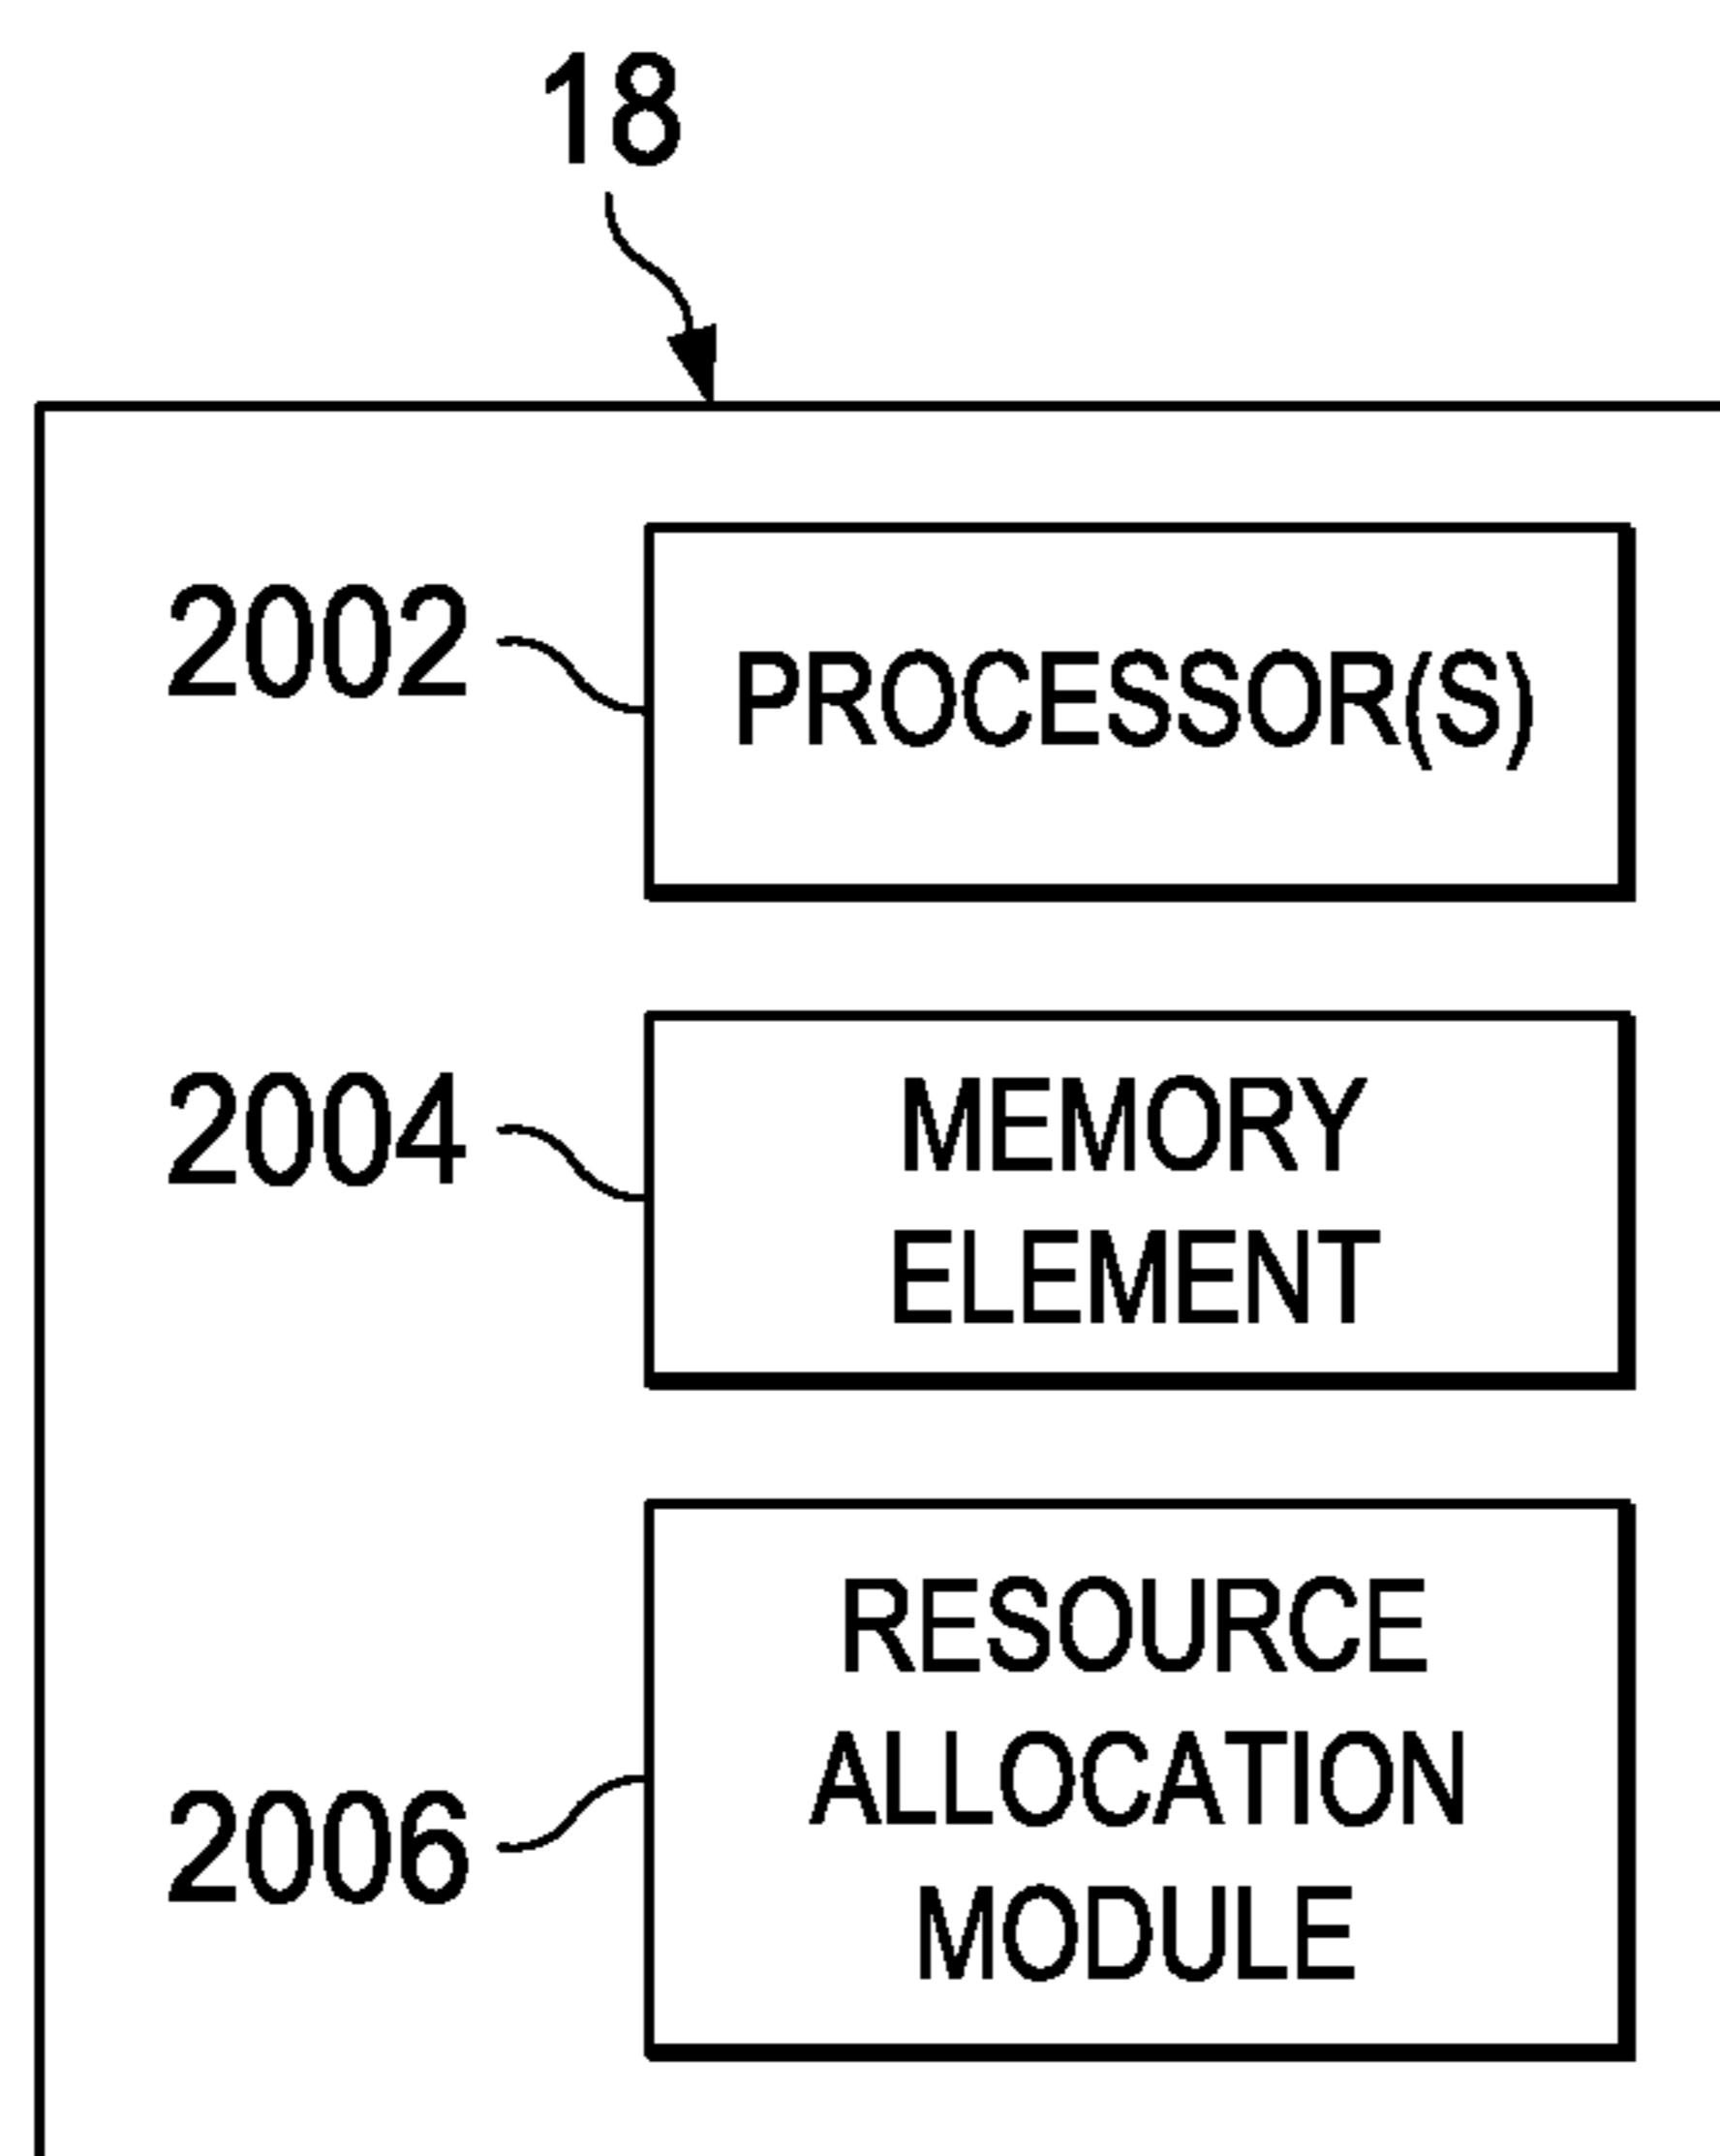 18
2002
PROCESSOR(S)
2004
MEMORY
ELEMENT
2006
RESOURCE
ALLOCATION
MODULE